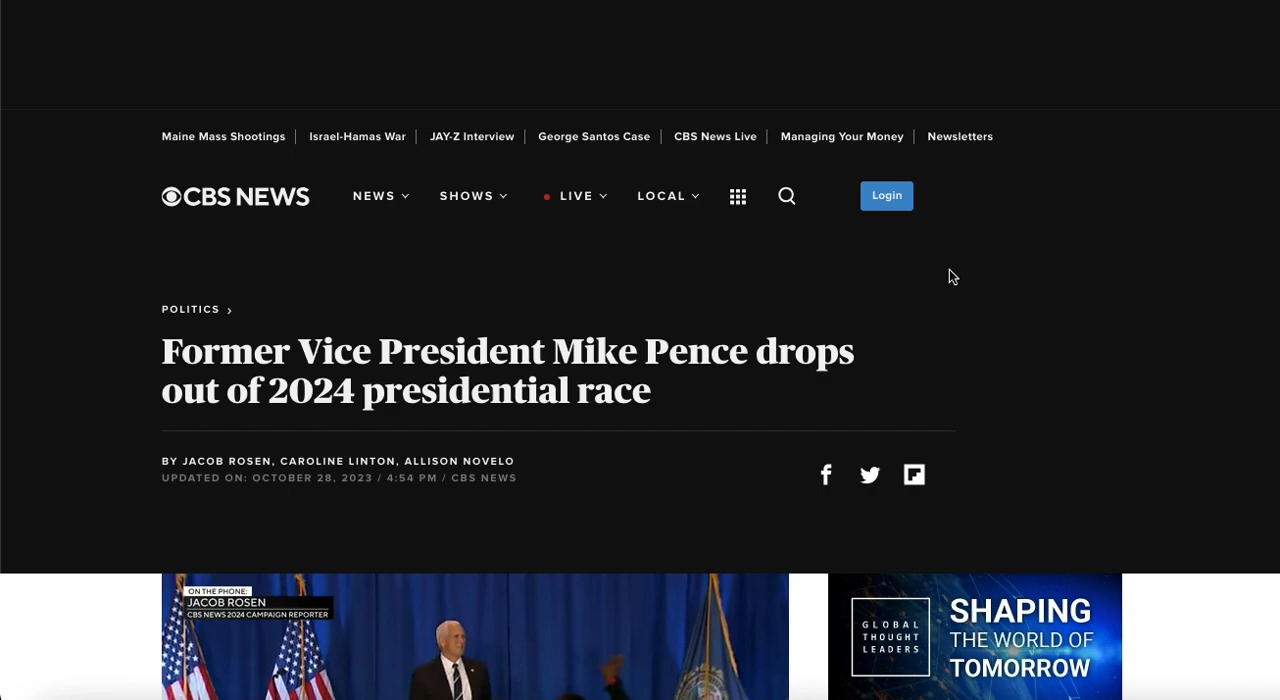 Maine Mass Shootings Israel-Hamas War JAY-Z Interview George Santos Case CBS News Live Managing Your Money Newsletters
CBS NEWS NEWS SHOWS LIVE LOCAL Login
POLITICS
Former Vice President Mike Pence drops
out of 2024 presidential race
BY JACOB ROSEN, CAROLINE LINTON, ALLISON NOVELO
UPDATED ON: OCTOBER 28, 2023 / 4:54 PM / CBS NEWS
ON THE PHONE:
JACOB ROSEN
CBS NEWS 2024 CAMPAIGN REPORTER
GLOBAL
THOUGHT
LEADERS
SHAPING
THE WORLD OF
TOMORROW